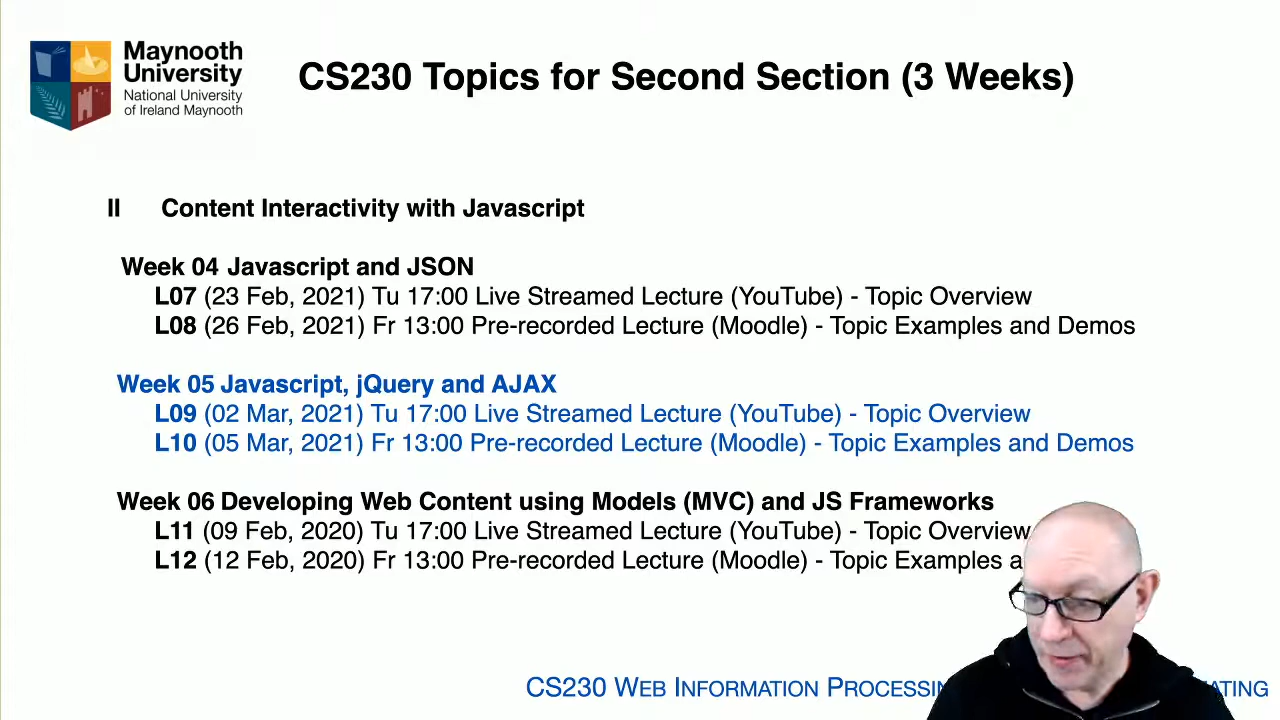 Maynooth
University
National University
of Ireland Maynooth
CS230 Topics for Second Section (3 Weeks)
II Content Interactivity with Javascript
Week 04 Javascript and JSON
L07 (23 Feb, 2021) Tu 17:00 Live Streamed Lecture (YouTube) - Topic Overview
L08 (26 Feb, 2021) Fr 13:00 Pre-recorded Lecture (Moodle) - Topic Examples and Demos
Week 05 Javascript, jQuery and AJAX
L09 (02 Mar, 2021) Tu 17:00 Live Streamed Lecture (YouTube) - Topic Overview
L10 (05 Mar, 2021) Fr 13:00 Pre-recorded Lecture (Moodle) - Topic Examples and Demos
Week 06 Developing Web Content using Models (MVC) and JS Frameworks
L11 (09 Feb, 2020) Tu 17:00 Live Streamed Lecture (YouTube) - Topic Overview
L12 (12 Feb, 2020) Fr 13:00 Pre-recorded Lecture (Moodle) - Topic Examples
CS230 WEB INFORMATION